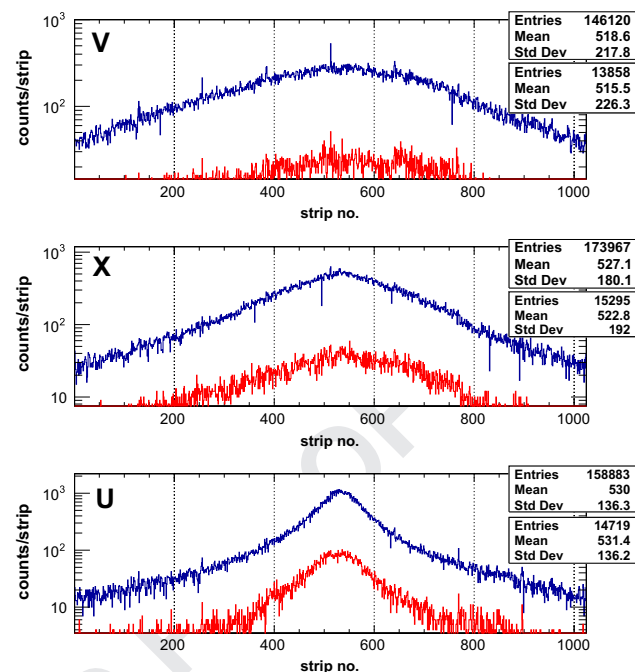 V
10³
10²
counts/strip
Entries 146120
Mean 518.6
Std Dev 217.8
Entries 13858
Mean 515.5
Std Dev 226.3
200 400 600 800 1000
strip no.
X
10³
10²
10
counts/strip
Entries 173967
Mean 527.1
Std Dev 180.1
Entries 15295
Mean 522.8
Std Dev 192
200 400 600 800 1000
strip no.
U
10³
10²
10
counts/strip
Entries 158883
Mean 530
Std Dev 136.3
Entries 14719
Mean 531.4
Std Dev 136.2
200 400 600 800 1000
strip no.